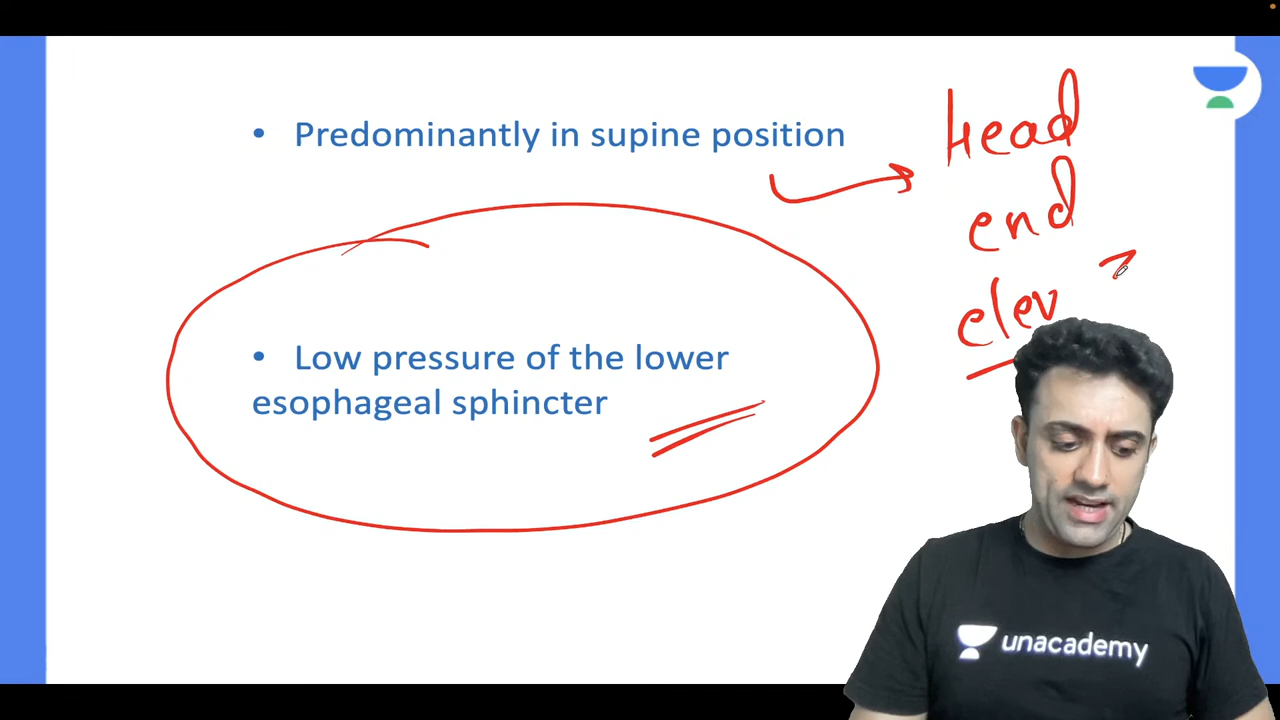 • Predominantly in supine position
Head
end
elev
• Low pressure of the lower
esophageal sphincter
unacademy